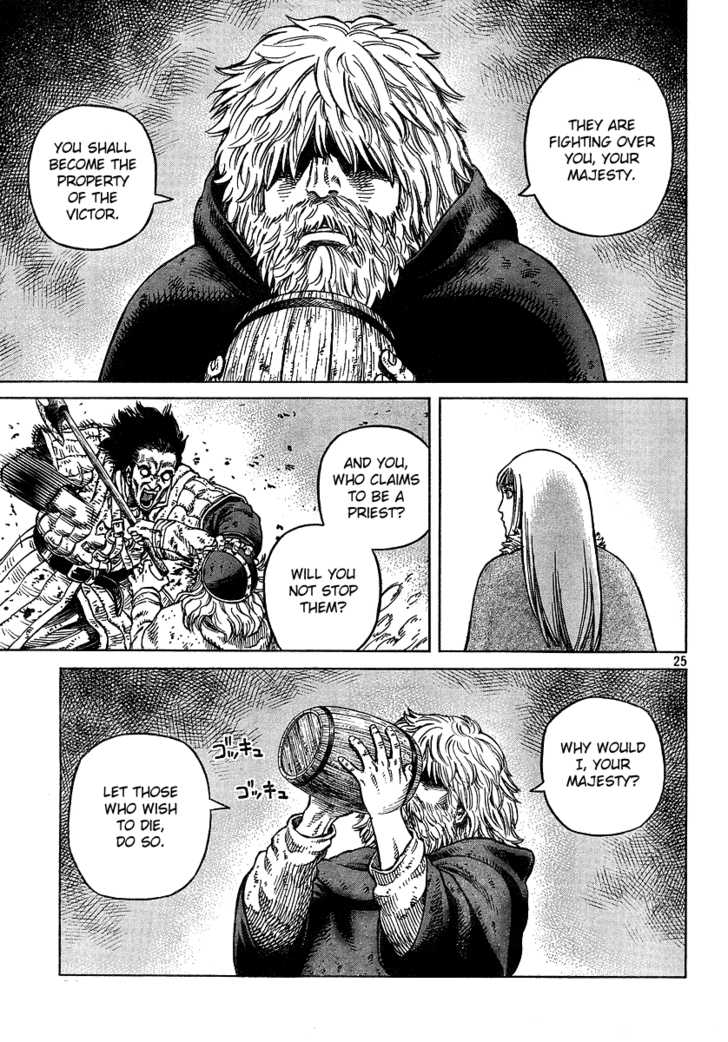 THEY ARE
FIGHTING OVER
YOU, YOUR
MAJESTY.
YOU SHALL
BECOME THE
PROPERTY
OF THE
VICTOR.
AND YOU,
WHO CLAIMS
TO BE A
PRIEST?
WILL YOU
NOT STOP
THEM?
25
WHY WOULD
I, YOUR
MAJESTY?
ゴッキュ
ゴッキュ
LET THOSE
WHO WISH
TO DIE,
DO SO.